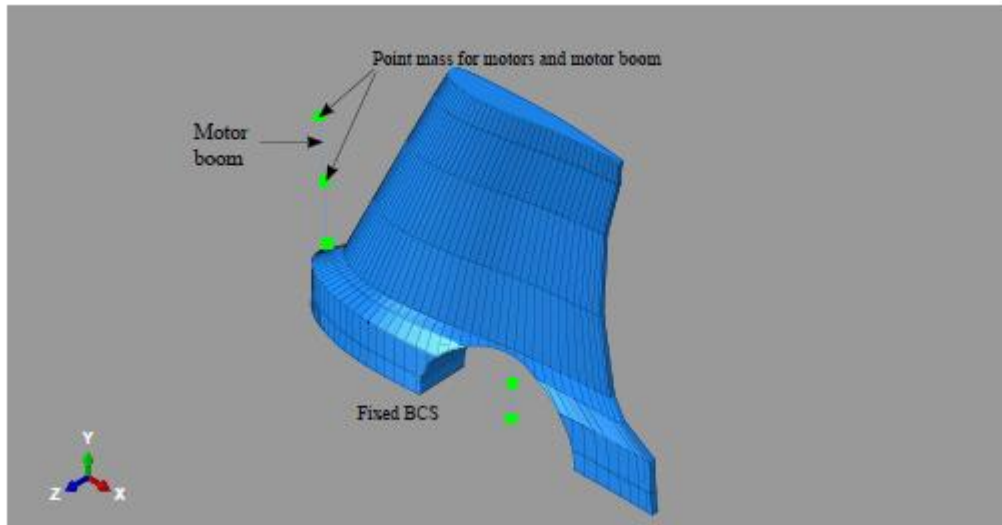 Point mass for motors and motor boom
Motor
boom
Fixed BCS
Y
Z
X